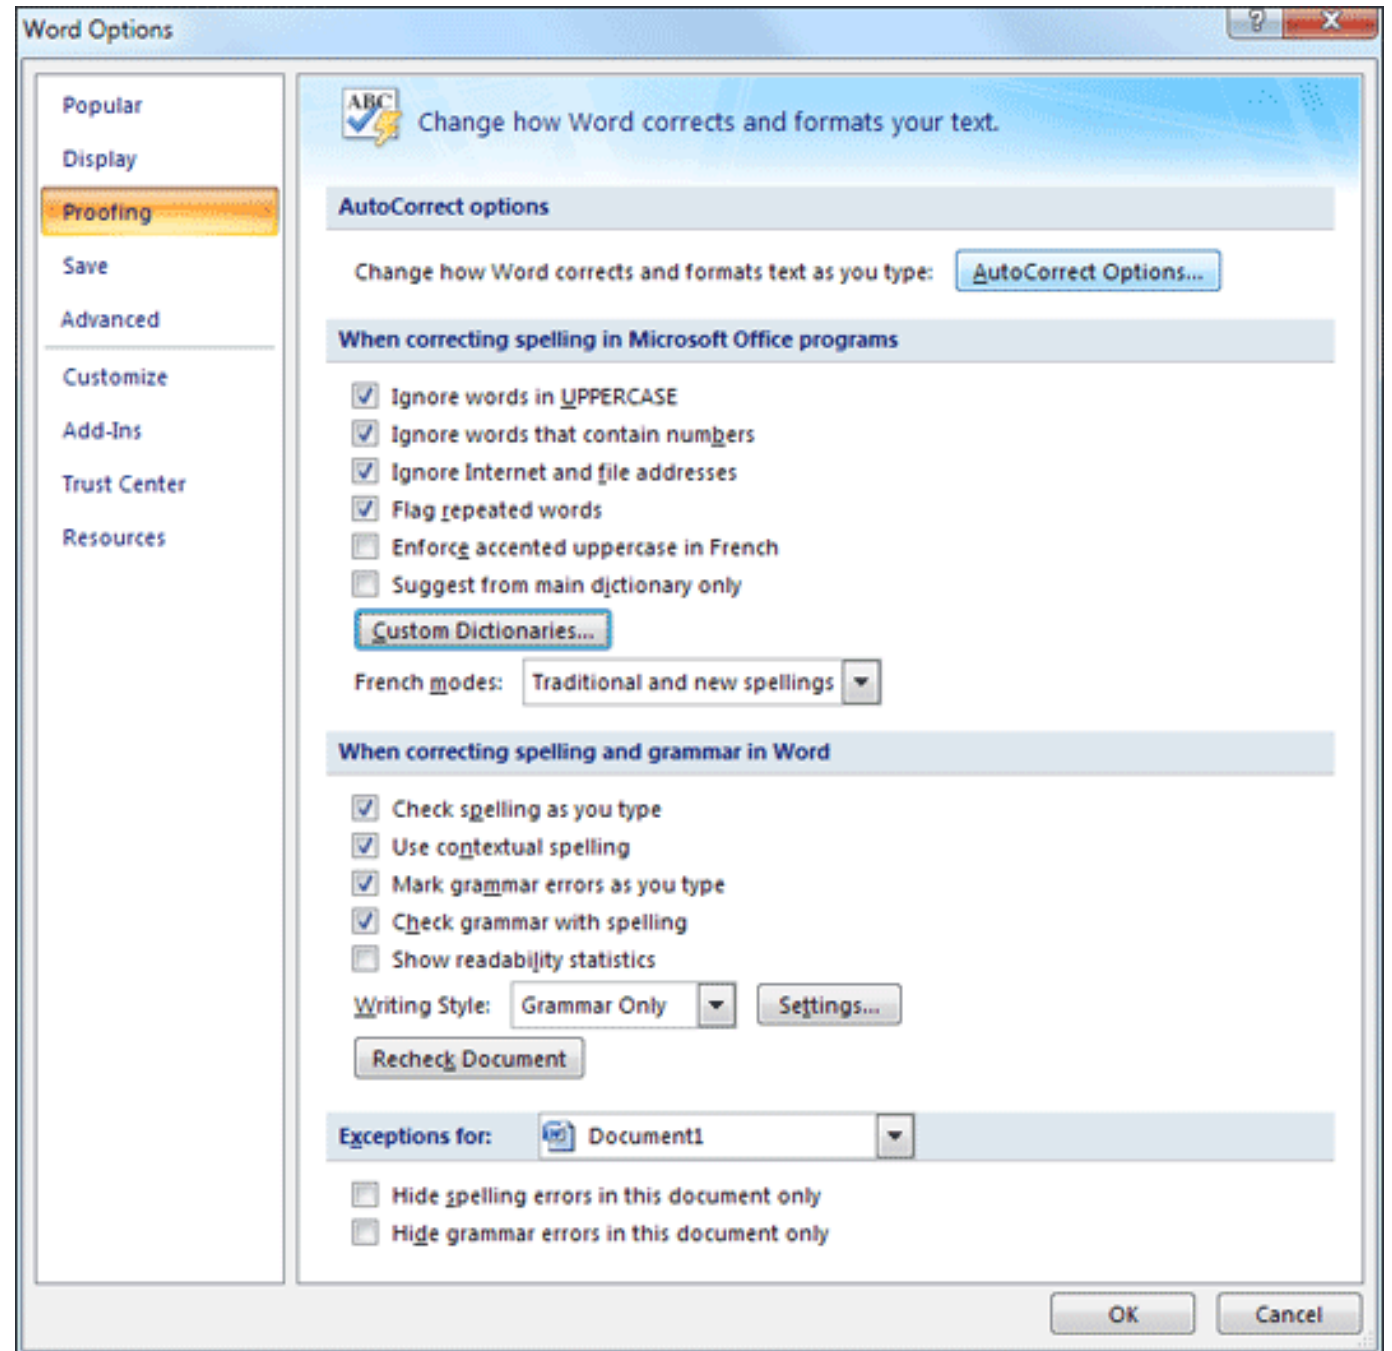 Word Options
?
X
Popular
Display
Proofing
Save
Advanced
Customize
Add-Ins
Trust Center
Resources
ABC
Change how Word corrects and formats your text.
AutoCorrect options
Change how Word corrects and formats text as you type: AutoCorrect Options...
When correcting spelling in Microsoft Office programs
Ignore words in UPPERCASE
Ignore words that contain numbers
Ignore Internet and file addresses
Flag repeated words
Enforce accented uppercase in French
Suggest from main dictionary only
Custom Dictionaries...
French modes: Traditional and new spellings
When correcting spelling and grammar in Word
Check spelling as you type
Use contextual spelling
Mark grammar errors as you type
Check grammar with spelling
Show readability statistics
Writing Style: Grammar Only Settings...
Recheck Document
Exceptions for: Document1
Hide spelling errors in this document only
Hide grammar errors in this document only
OK Cancel